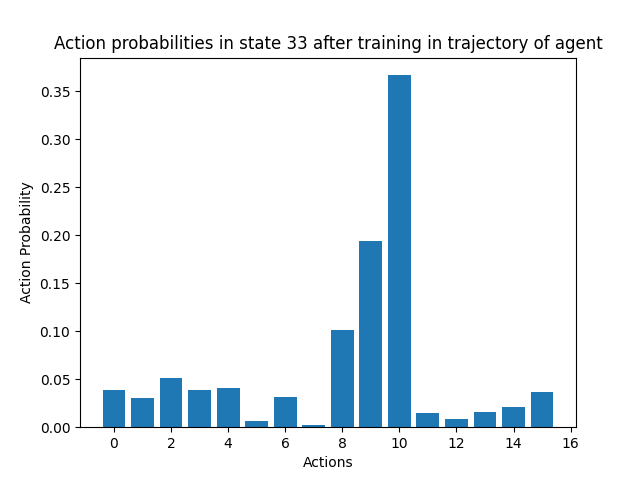 Action probabilities in state 33 after training in trajectory of agent
0.35
0.30
0.25
0.20
0.15
0.10
0.05
0.00
Action Probability
0 2 4 6 8 10 12 14 16
Actions